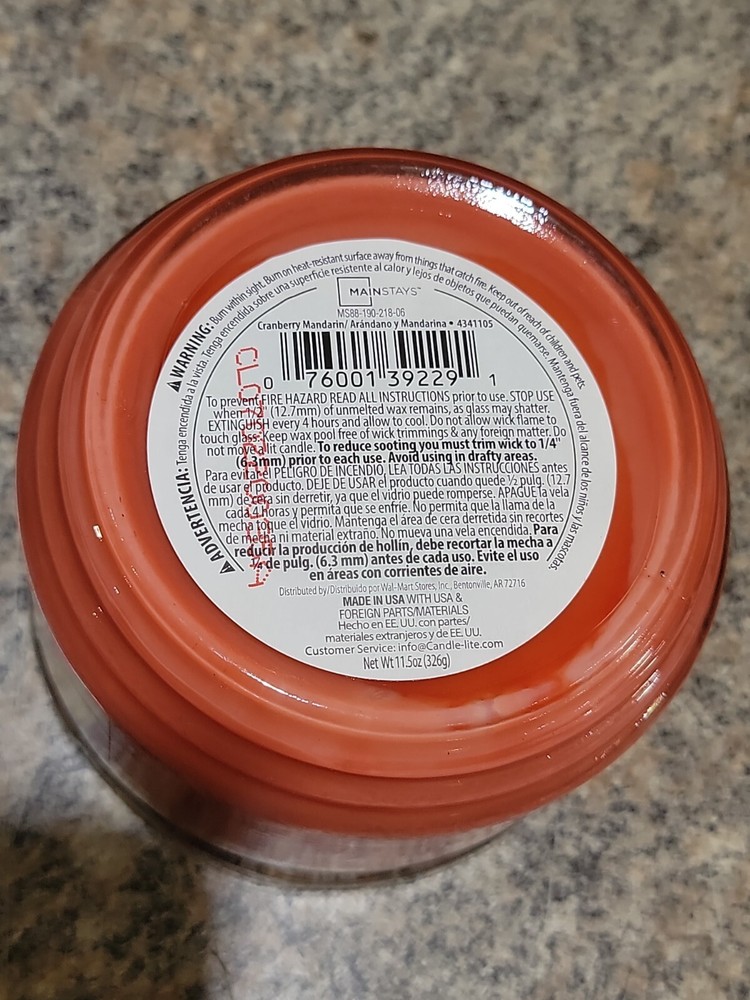 WARNING: Burn within sight. Burn on heat-resistant surface away from things that catch fire. Keep out of reach of children and pets.
ADVERTENCIA: Tenga encendida a la vista. Tenga encendida sobre una superficie resistente al calor y lejos de objetos que puedan quemarse. Mantenga fuera del alcance de los niños y las mascotas.
MAINSTAYS
MS88-190-218-06
Cranberry Mandarin/ Arándano y Mandarina • 4341105
0 76001 39229 1
To prevent FIRE HAZARD READ ALL INSTRUCTIONS prior to use. STOP USE
when 1/2" (12.7mm) of unmelted wax remains, as glass may shatter.
EXTINGUISH every 4 hours and allow to cool. Do not allow wick flame to
touch glass. Keep wax pool free of wick trimmings & any foreign matter. Do
not move a lit candle. To reduce sooting you must trim wick to 1/4"
(6.3mm) prior to each use. Avoid using in drafty areas.
Para evitar el PELIGRO DE INCENDIO, LEA TODAS LAS INSTRUCCIONES antes
de usar el producto. DEJE DE USAR el producto cuando quede ½ pulg. (12.7
mm) de cera sin derretir, ya que el vidrio puede romperse. APAGUE la vela
cada 4 horas y permita que se enfríe. No permita que la llama de la
mecha toque el vidrio. Mantenga el área de cera derretida sin recortes
de mecha ni material extraño. No mueva una vela encendida. Para
reducir la producción de hollín, debe recortar la mecha a
¼ de pulg. (6.3 mm) antes de cada uso. Evite el uso
en áreas con corrientes de aire.
Distributed by/Distribuido por Wal-Mart Stores, Inc., Bentonville, AR 72716
MADE IN USA WITH USA &
FOREIGN PARTS/MATERIALS
Hecho en EE. UU. con partes/
materiales extranjeros y de EE. UU.
Customer Service: info@Candle-lite.com
Net Wt 11.5oz (326g)